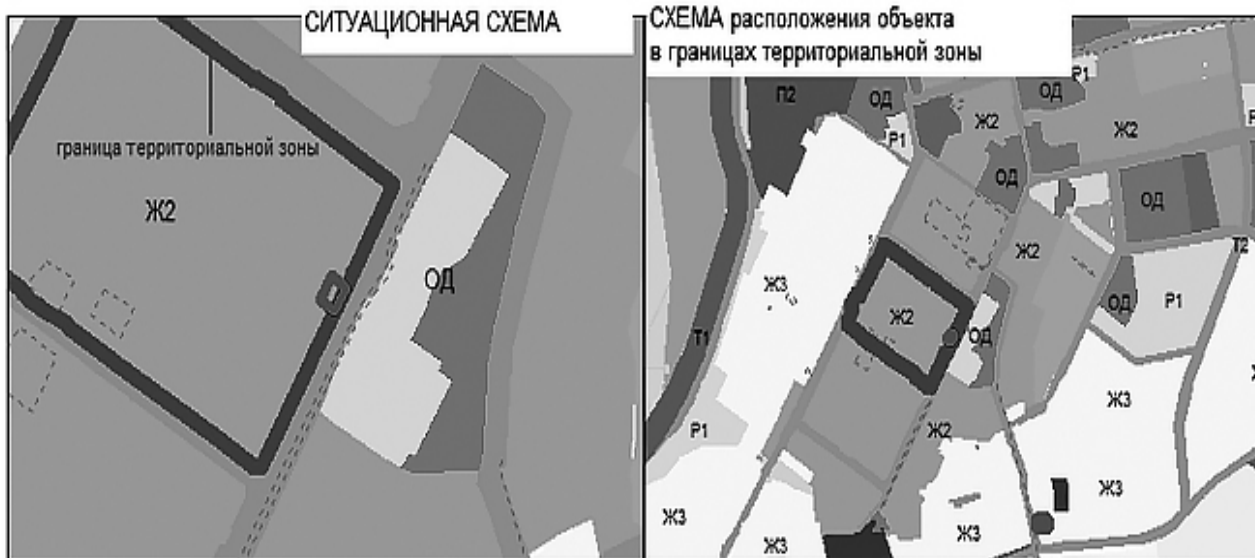 СИТУАЦИОННАЯ СХЕМА
граница территориальной зоны
Ж2
ОД
СХЕМА расположения объекта
в границах территориальной зоны
П2
ОД
Р1
ОД
Р1
Ж2
Ж2
ОД
ОД
Ж2
Т2
Ж3
Ж2
ОД
ОД
Р1
Т1
Р1
Ж2
Ж3
Ж3
Ж3
Ж3
Ж3